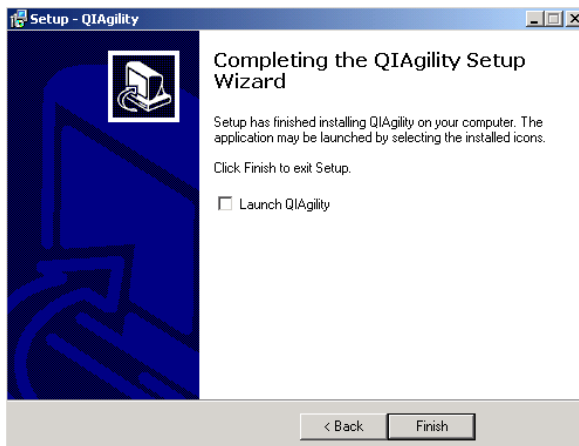 Setup - QIAgility
Completing the QIAgility Setup
Wizard
Setup has finished installing QIAgility on your computer. The
application may be launched by selecting the installed icons.
Click Finish to exit Setup.
Launch QIAgility
< Back
Finish